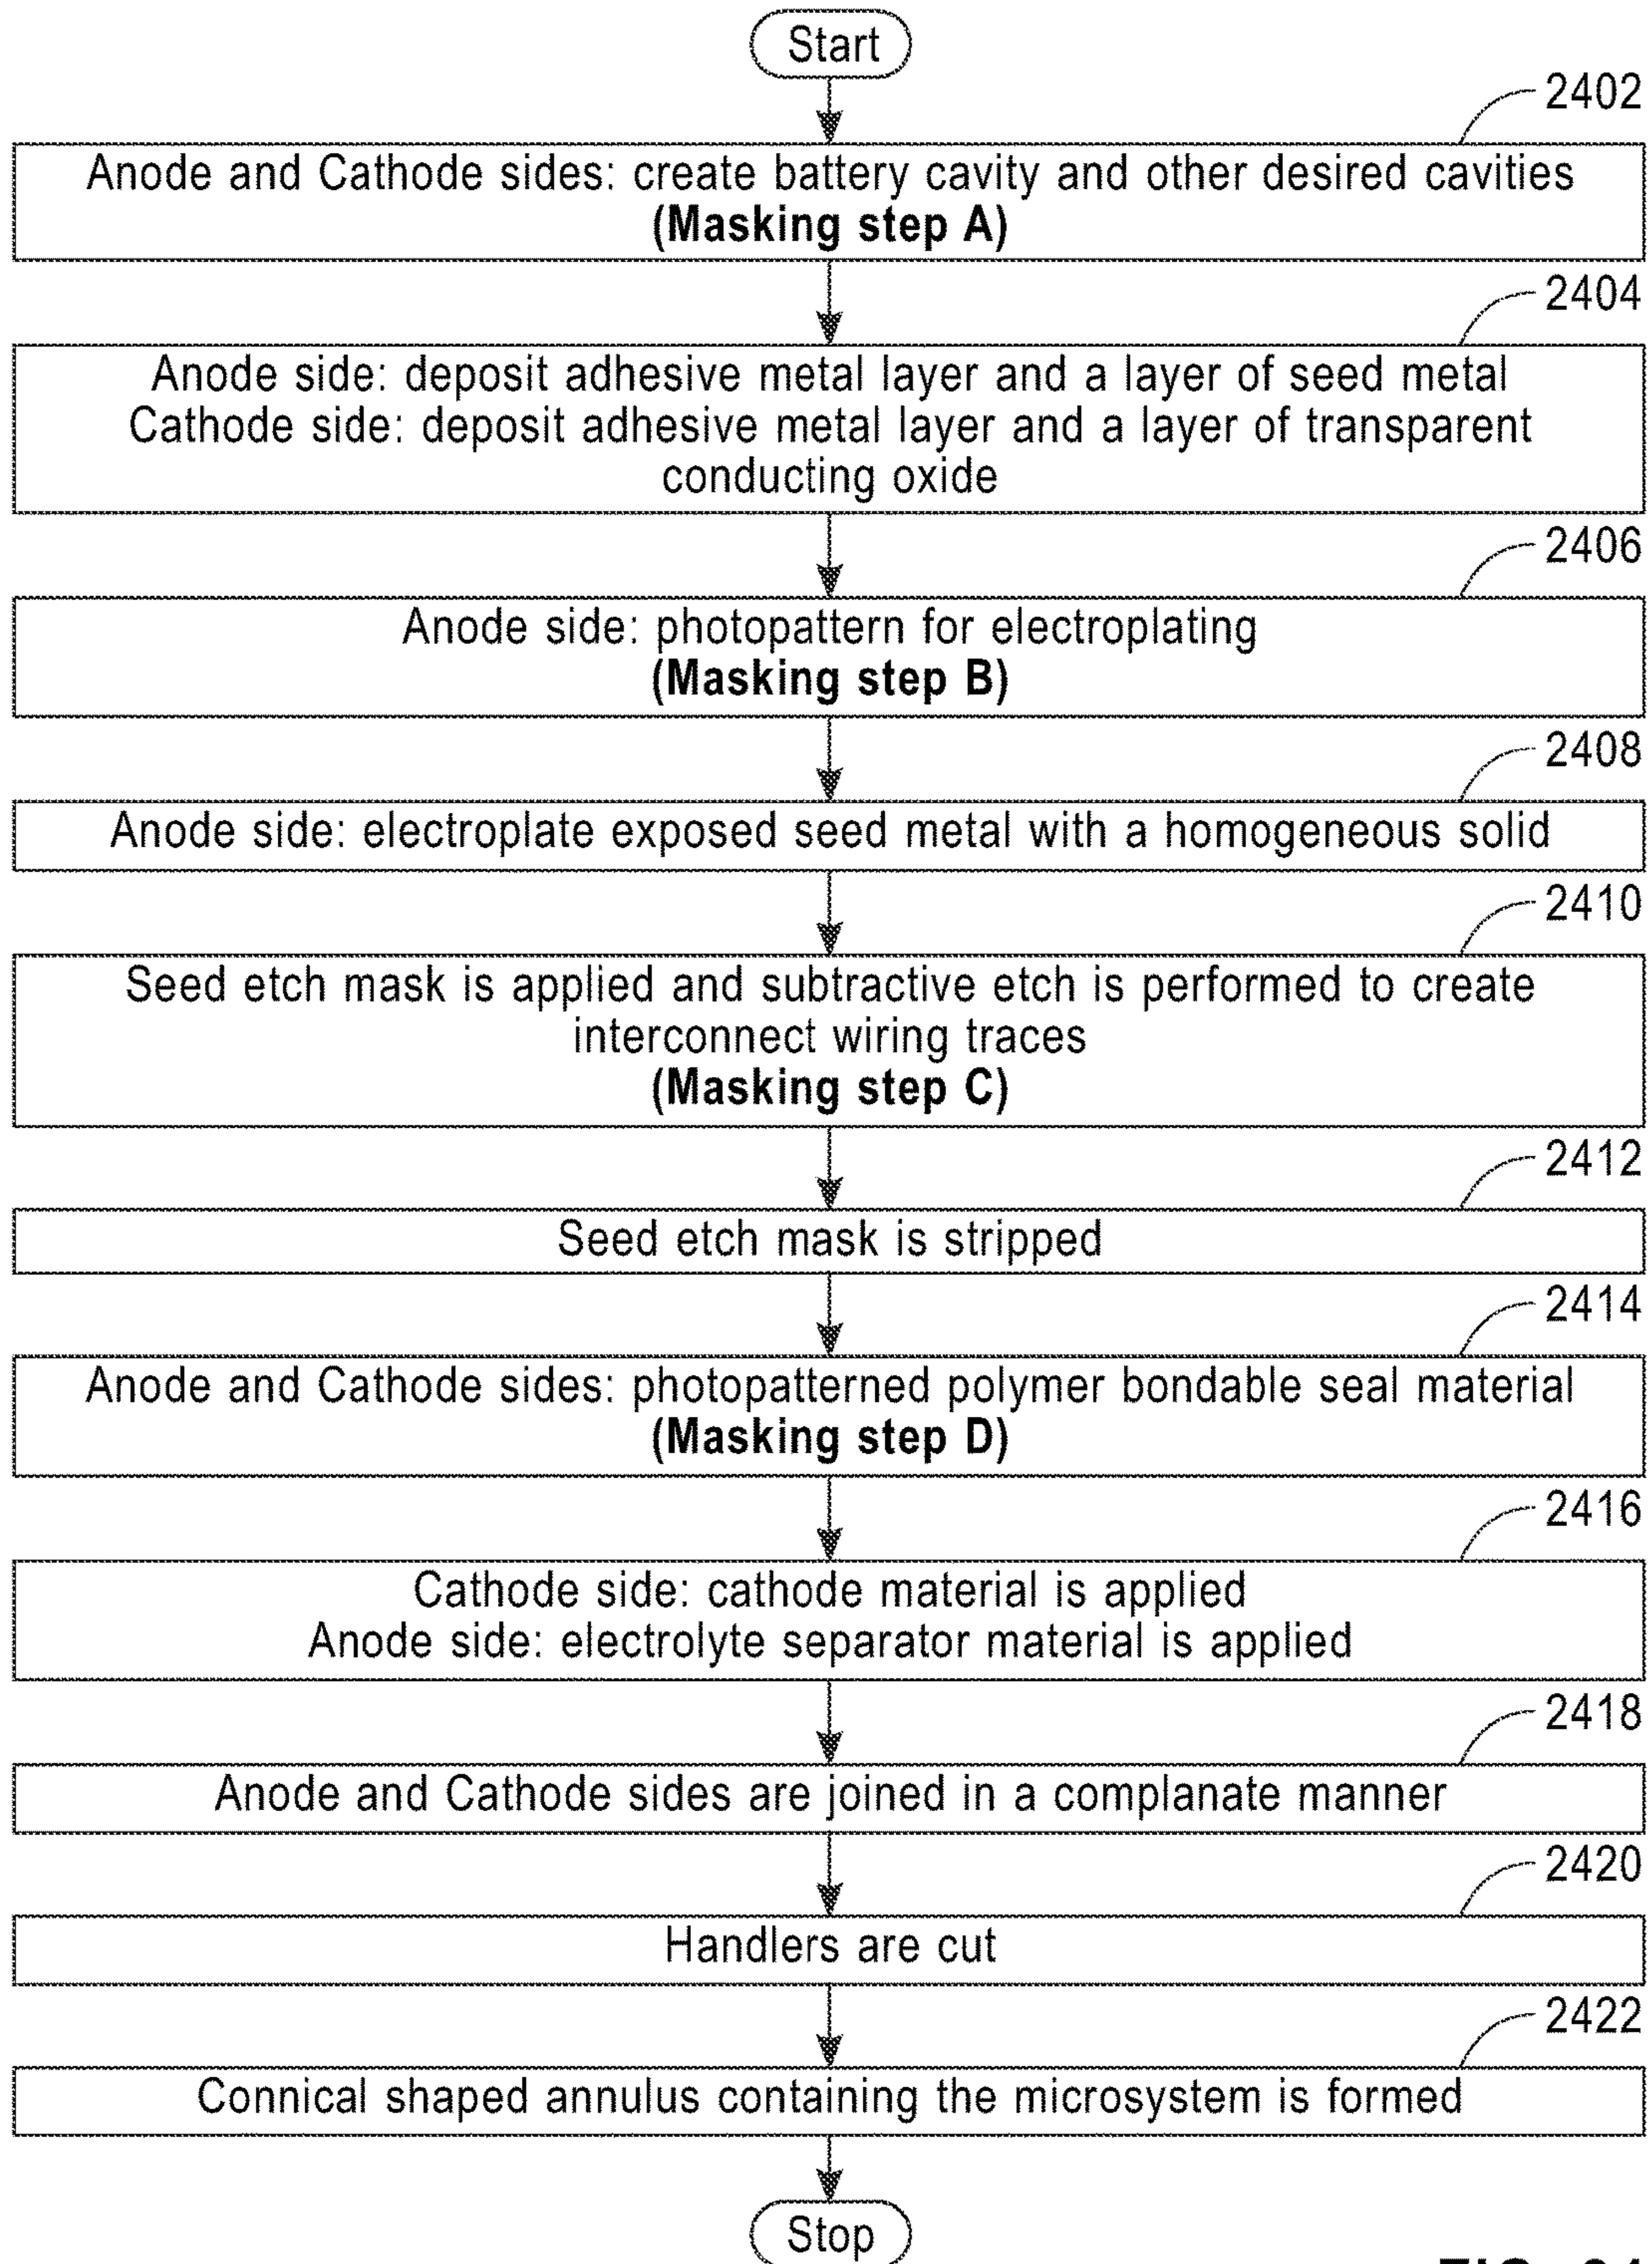 Start
2402
Anode and Cathode sides: create battery cavity and other desired cavities
(Masking step A)
2404
Anode side: deposit adhesive metal layer and a layer of seed metal
Cathode side: deposit adhesive metal layer and a layer of transparent
conducting oxide
2406
Anode side: photopattern for electroplating
(Masking step B)
2408
Anode side: electroplate exposed seed metal with a homogeneous solid
2410
Seed etch mask is applied and subtractive etch is performed to create
interconnect wiring traces
(Masking step C)
2412
Seed etch mask is stripped
2414
Anode and Cathode sides: photopatterned polymer bondable seal material
(Masking step D)
2416
Cathode side: cathode material is applied
Anode side: electrolyte separator material is applied
2418
Anode and Cathode sides are joined in a complanate manner
2420
Handlers are cut
2422
Connical shaped annulus containing the microsystem is formed
Stop